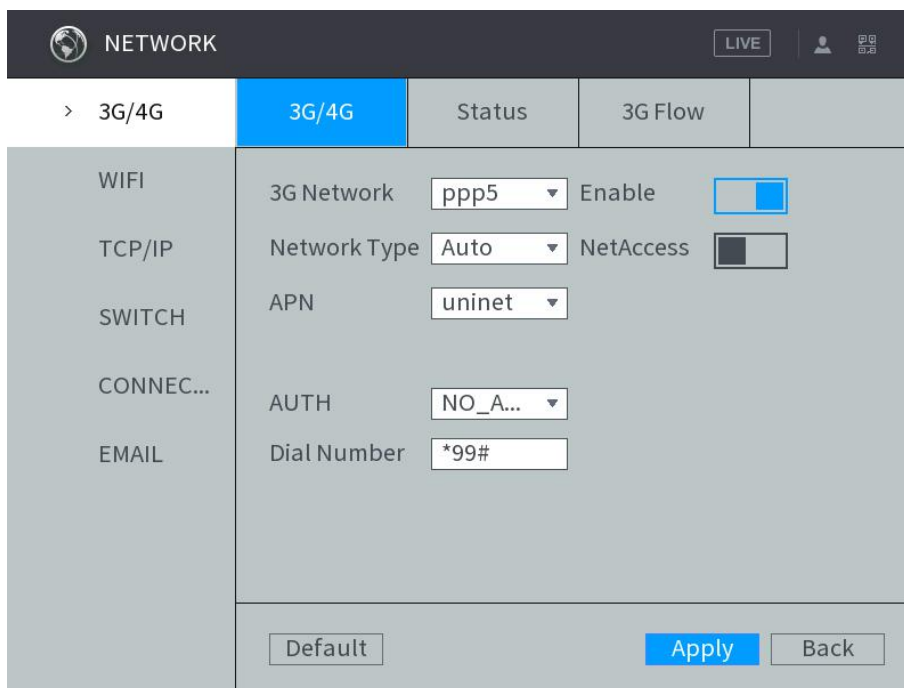 NETWORK LIVE
> 3G/4G
WIFI
TCP/IP
SWITCH
CONNEC...
EMAIL
3G/4G Status 3G Flow
3G Network ppp5 Enable
Network Type Auto NetAccess
APN uninet
AUTH NO_A...
Dial Number *99#
Default Apply Back